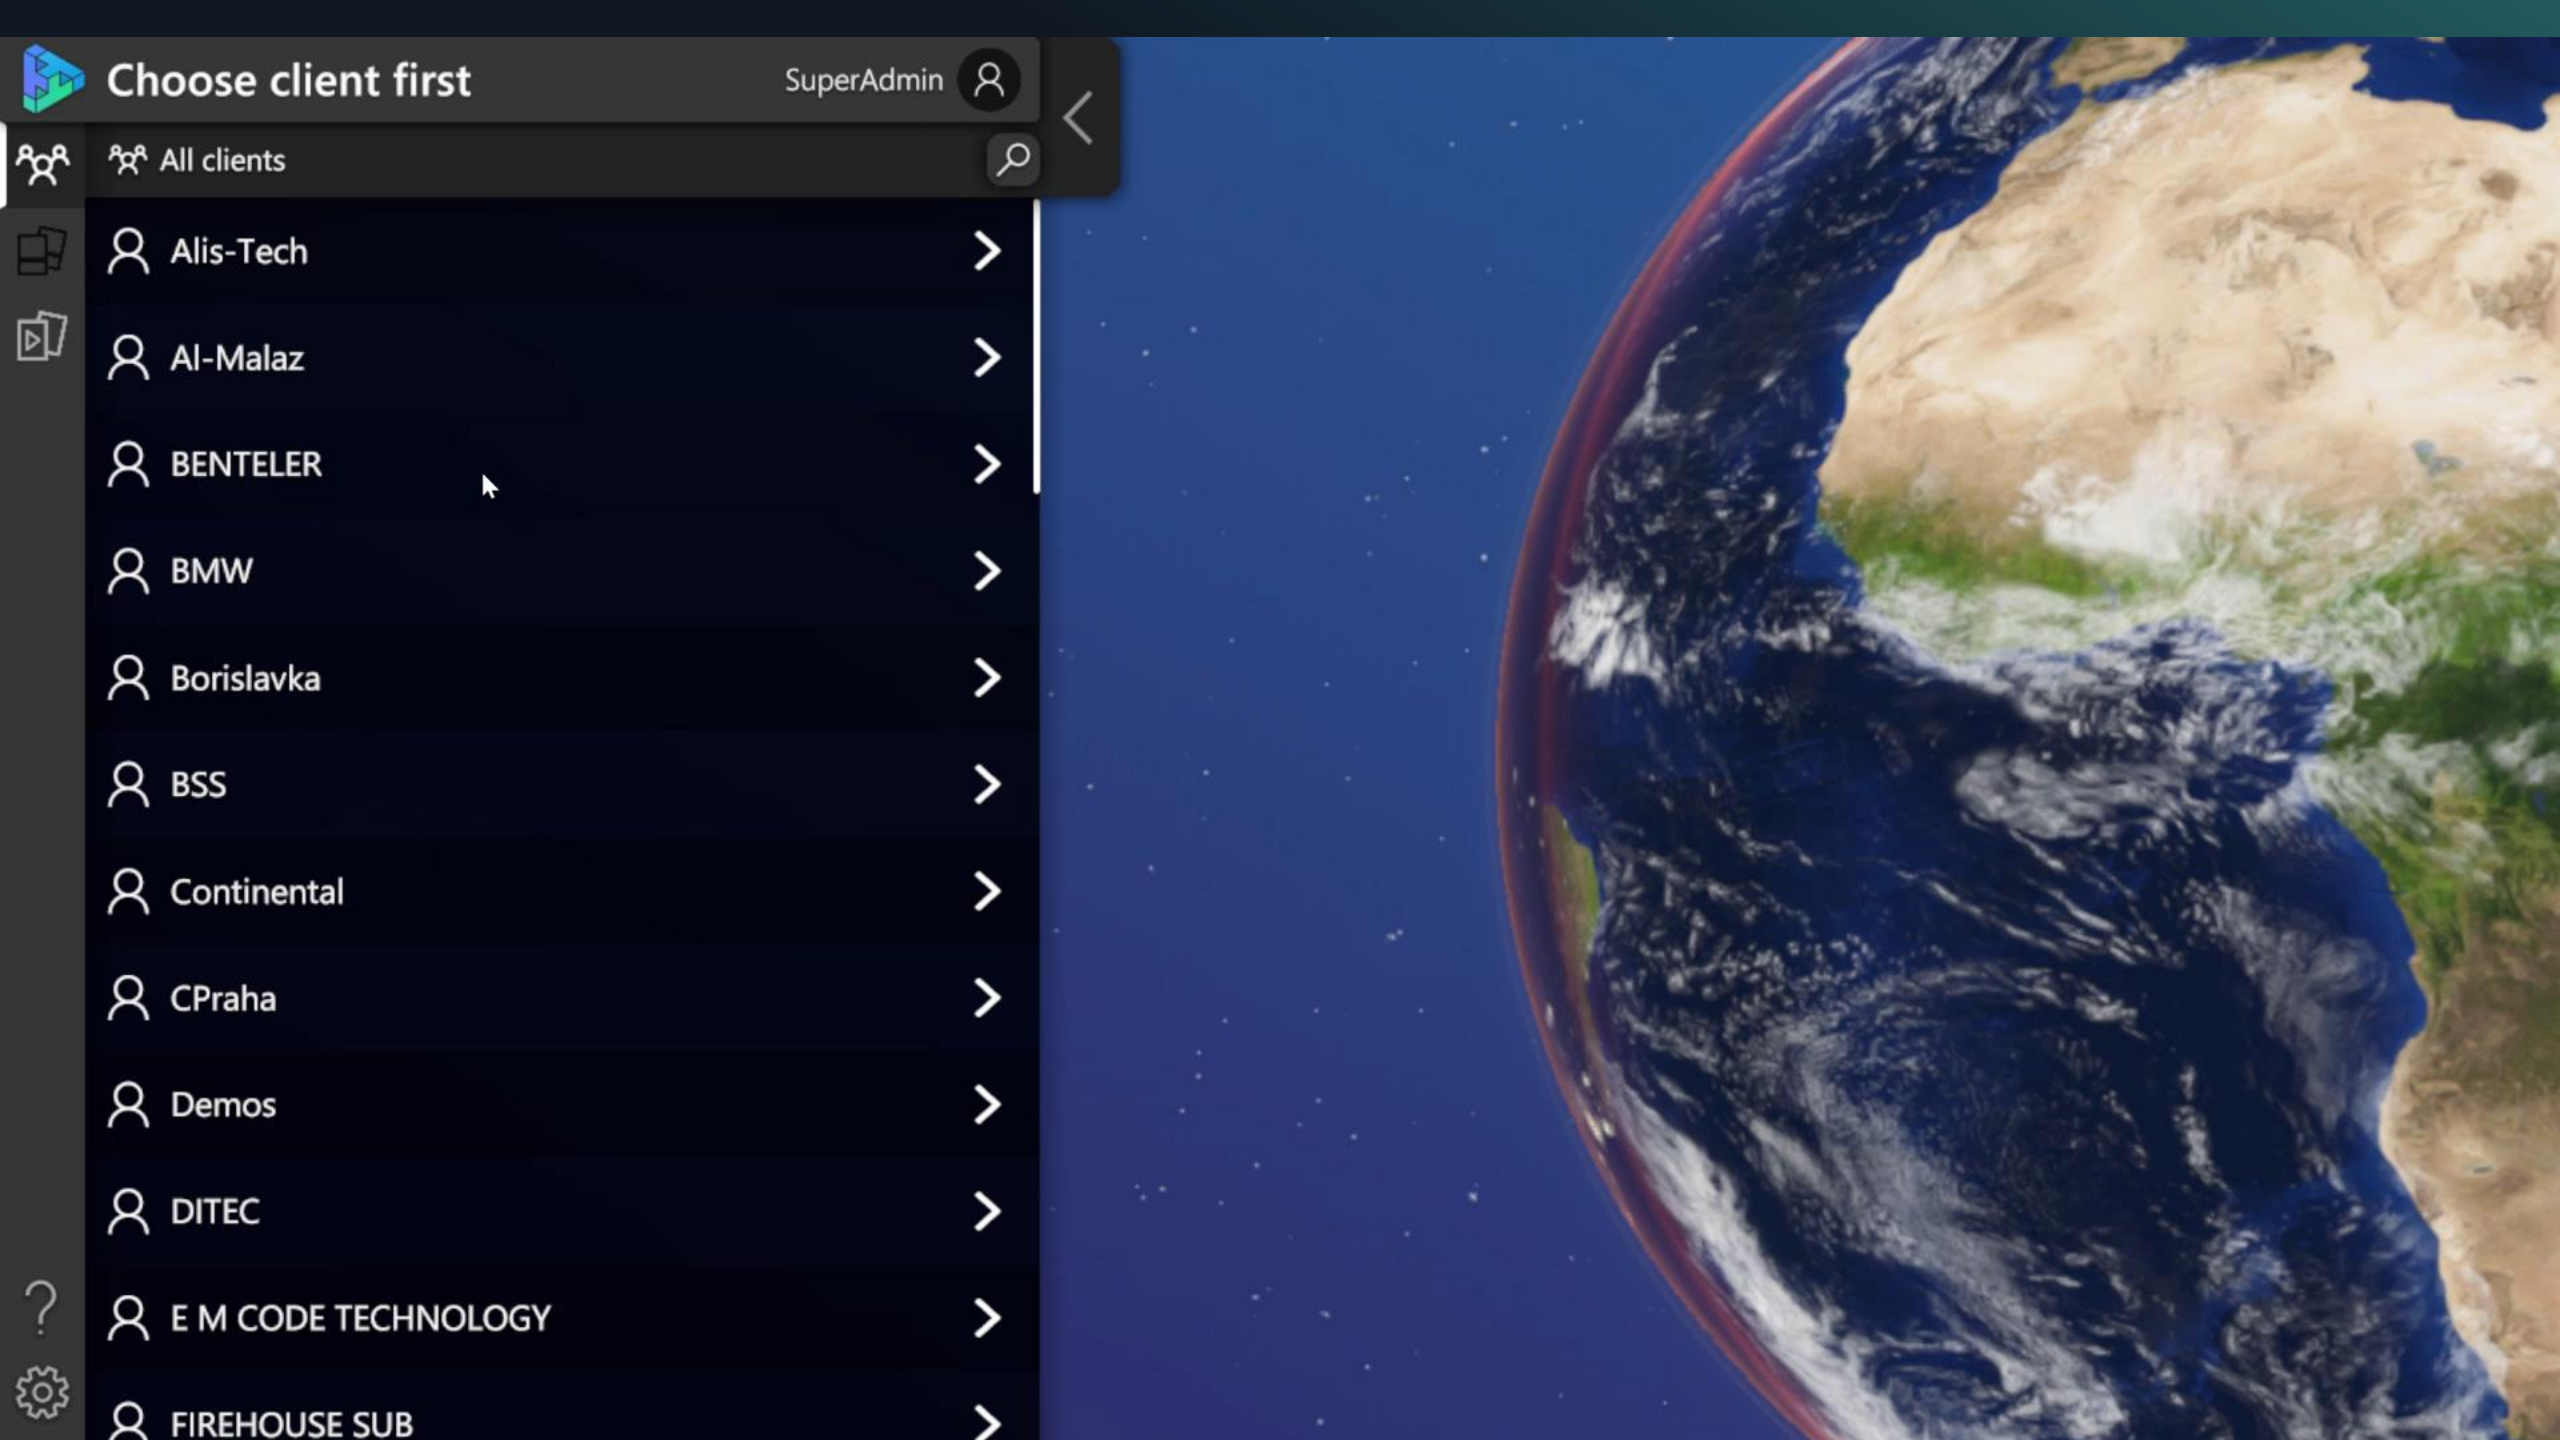 Choose client first
SuperAdmin
All clients
Alis-Tech
Al-Malaz
BENTELER
BMW
Borislavka
BSS
Continental
CPraha
Demos
DITEC
E M CODE TECHNOLOGY
FIREHOUSE SUB